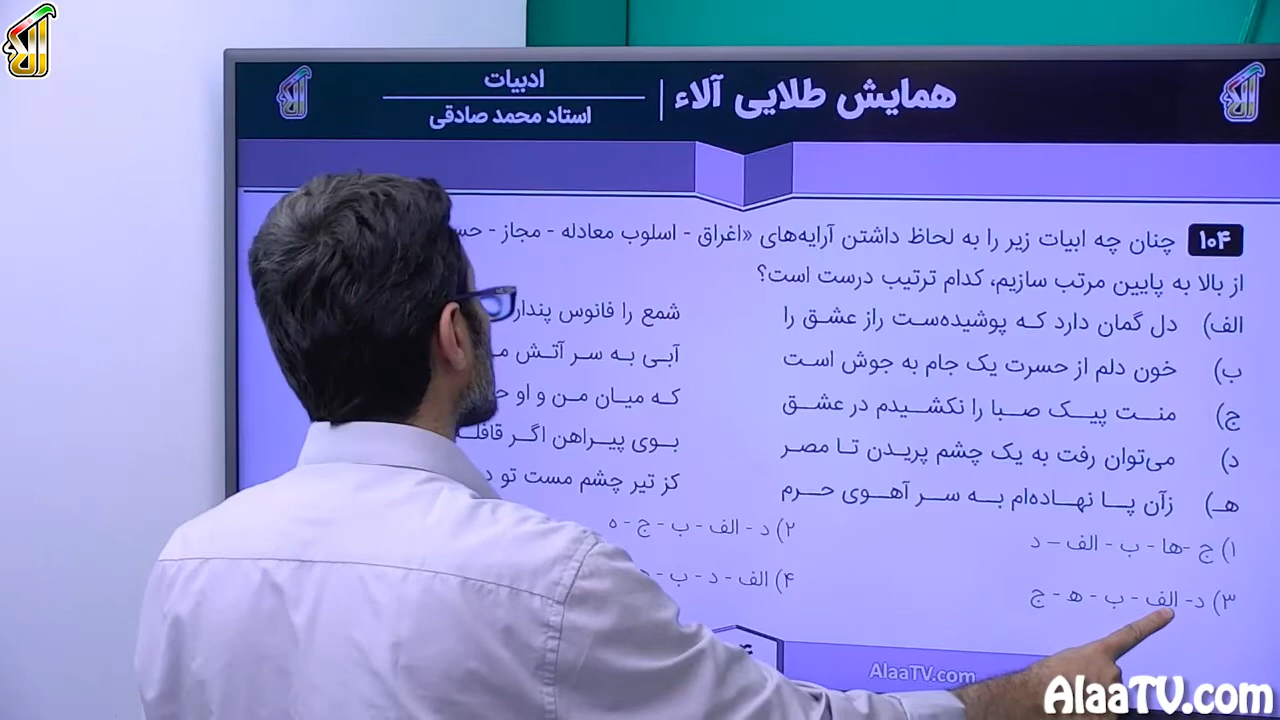 همایش طلایی آلاء
ادبیات
استاد محمد صادقی
۱۰۴ چنان چه ابیات زیر را به لحاظ داشتن آرایه‌های «اغراق - اسلوب معادله - مجاز -
از بالا به پایین مرتب سازیم، کدام ترتیب درست است؟
الف) دل گمان دارد که پوشیده‌ست راز عشق را شمع را فانوس
ب) خون دلم از حسرت یک جام به جوش است آبی به سر آتش
ج) منت پیک صبا را نکشیدم در عشق که میان من و او
د) می‌توان رفت به یک چشم پریدن تا مصر بوی پیراهن اگر
هـ) زآن پا نهاده‌ام به سر آهوی حرم کز تیر چشم مست تو
۱) ج -ها - ب - الف – د
۲) د - الف - ب - ج - ه
۳) د- الف - ب - ه - ج
۴) الف - د - ب -
AlaaTV.com
AlaaTV.com